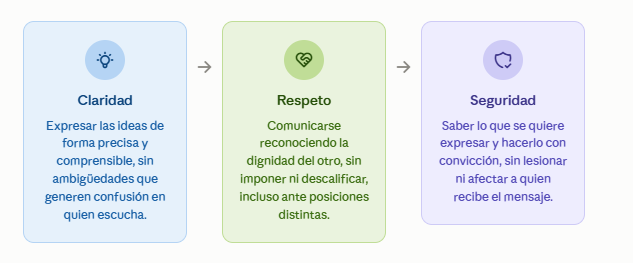 Claridad
Expresar las ideas de
forma precisa y
comprensible, sin
ambigüedades que
generen confusión en
quien escucha.
Respeto
Comunicarse
reconociendo la
dignidad del otro, sin
imponer ni descalificar,
incluso ante posiciones
distintas.
Seguridad
Saber lo que se quiere
expresar y hacerlo con
convicción, sin lesionar
ni afectar a quien
recibe el mensaje.